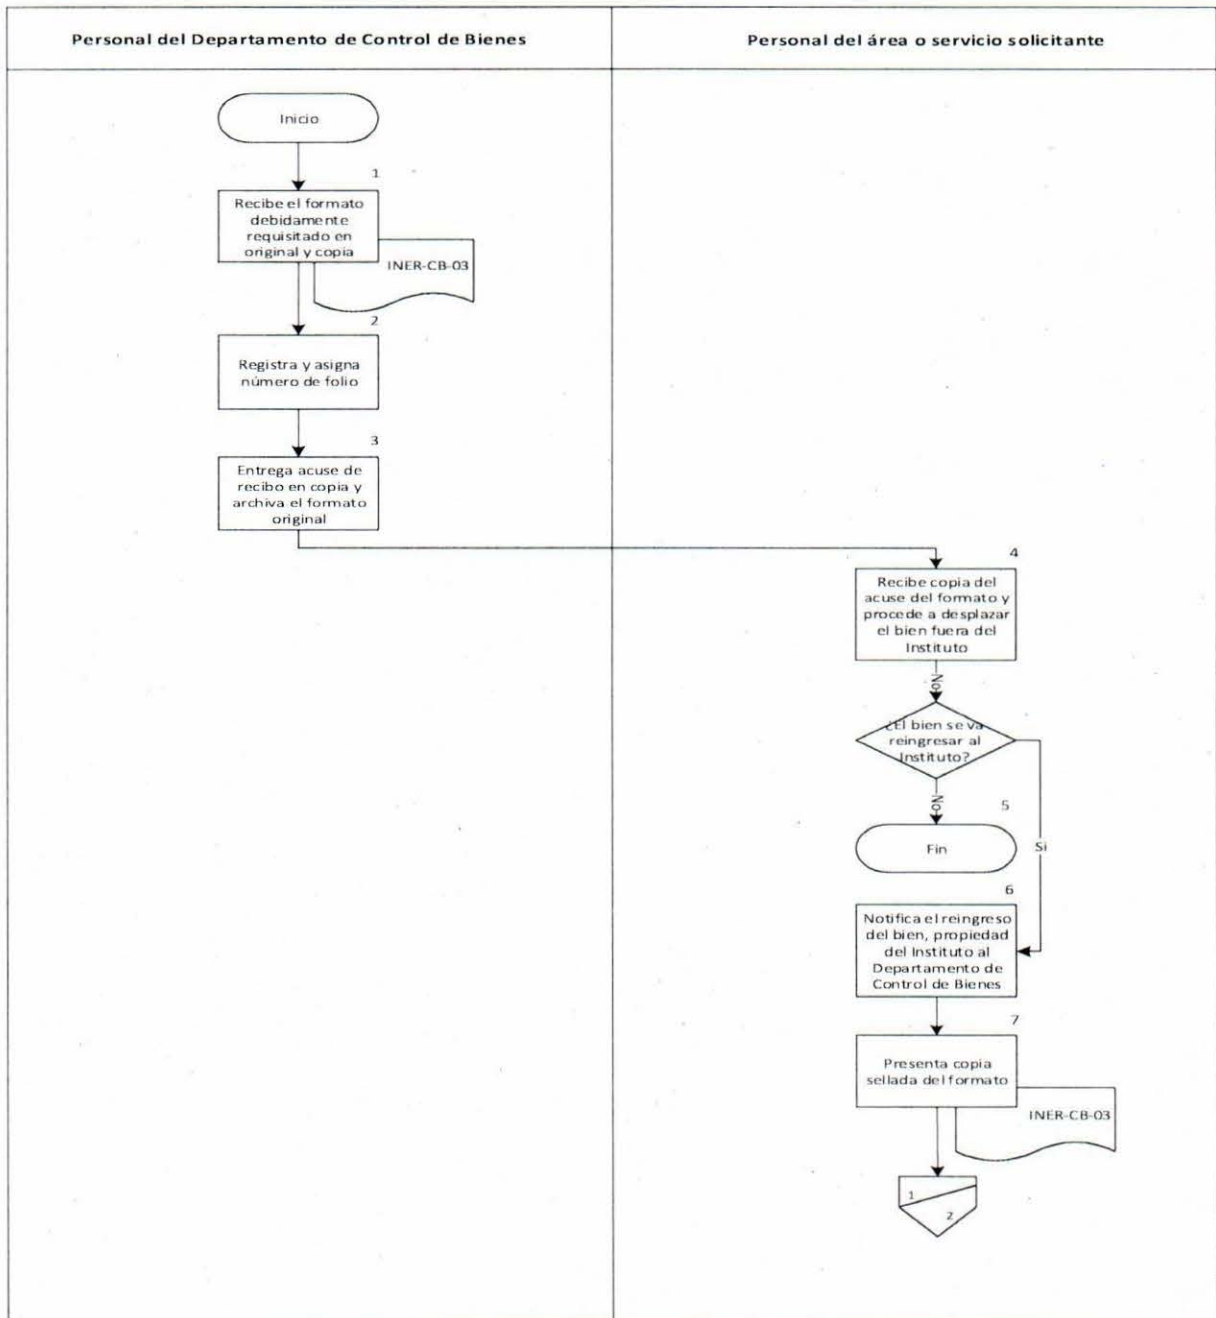 Personal del Departamento de Control de Bienes
Personal del área o servicio solicitante
Inicio
1
Recibe el formato
debidamente
requisitado en
original y copia
INER-CB-03
2
Registra y asigna
número de folio
3
Entrega acuse de
recibo en copia y
archiva el formato
original
4
Recibe copia del
acuse del formato y
procede a desplazar
el bien fuera del
Instituto
No
¿El bien se va
reingresar al
Instituto?
No
5
Fin
Si
6
Notifica el reingreso
del bien, propiedad
del Instituto al
Departamento de
Control de Bienes
7
Presenta copia
sellada del formato
INER-CB-03
1
2